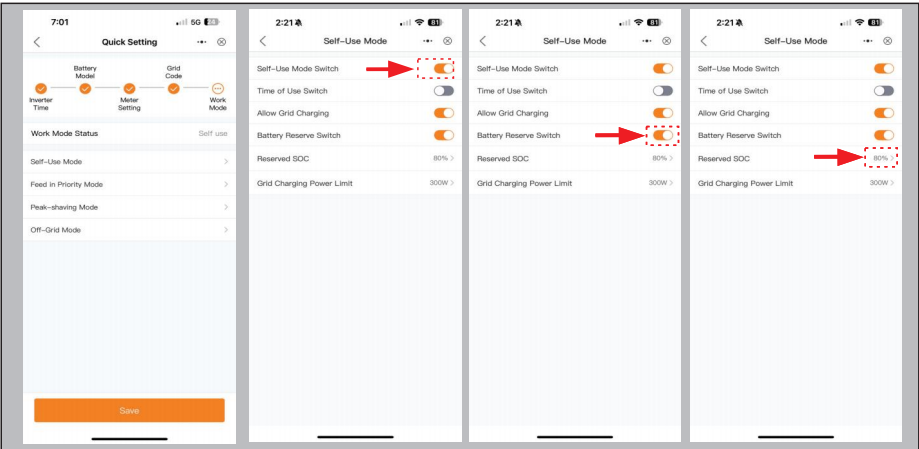 7:01
5G 24
Quick Setting
Battery
Model
Grid
Code
Inverter
Time
Meter
Setting
Work
Mode
Work Mode Status
Self use
Self-Use Mode
Feed in Priority Mode
Peak-shaving Mode
Off-Grid Mode
Save
2:21
81
Self-Use Mode
Self-Use Mode Switch
Time of Use Switch
Allow Grid Charging
Battery Reserve Switch
Reserved SOC
80%
Grid Charging Power Limit
300W
2:21
81
Self-Use Mode
Self-Use Mode Switch
Time of Use Switch
Allow Grid Charging
Battery Reserve Switch
Reserved SOC
80%
Grid Charging Power Limit
300W
2:21
81
Self-Use Mode
Self-Use Mode Switch
Time of Use Switch
Allow Grid Charging
Battery Reserve Switch
Reserved SOC
80%
Grid Charging Power Limit
300W